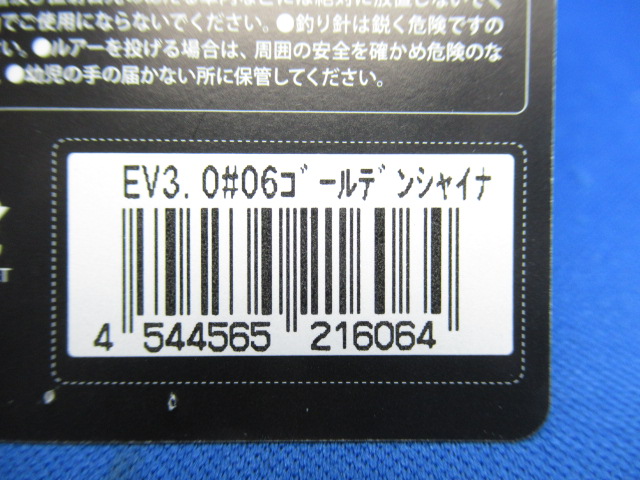 でご使用にならないでください。●釣り針は鋭く危険ですの
い。●ルアーを投げる場合は、周囲の安全を確かめ危険のな
●幼児の手の届かない所に保管してください。
EV3.0#06ｺﾞｰﾙﾃﾞﾝｼｬｲﾅ
4 544565 216064
T